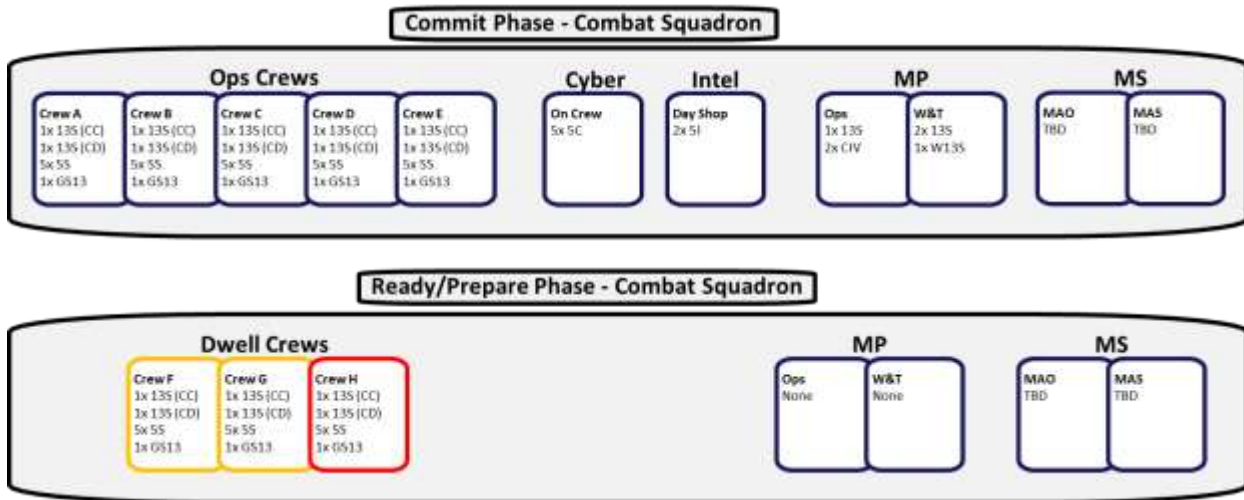 Commit Phase - Combat Squadron
Ops Crews
Crew A
1x 13S (CC)
1x 13S (CD)
5x 5S
1x GS13
Crew B
1x 13S (CC)
1x 13S (CD)
5x 5S
1x GS13
Crew C
1x 13S (CC)
1x 13S (CD)
5x 5S
1x GS13
Crew D
1x 13S (CC)
1x 13S (CD)
5x 5S
1x GS13
Crew E
1x 13S (CC)
1x 13S (CD)
5x 5S
1x GS13
Cyber
On Crew
5x 5C
Intel
Day Shop
2x 5I
MP
Ops
1x 13S
2x CIV
W&T
2x 13S
1x W13S
MS
MAO
TBD
MAS
TBD
Ready/Prepare Phase - Combat Squadron
Dwell Crews
Crew F
1x 13S (CC)
1x 13S (CD)
5x 5S
1x GS13
Crew G
1x 13S (CC)
1x 13S (CD)
5x 5S
1x GS13
Crew H
1x 13S (CC)
1x 13S (CD)
5x 5S
1x GS13
MP
Ops
None
W&T
None
MS
MAO
TBD
MAS
TBD